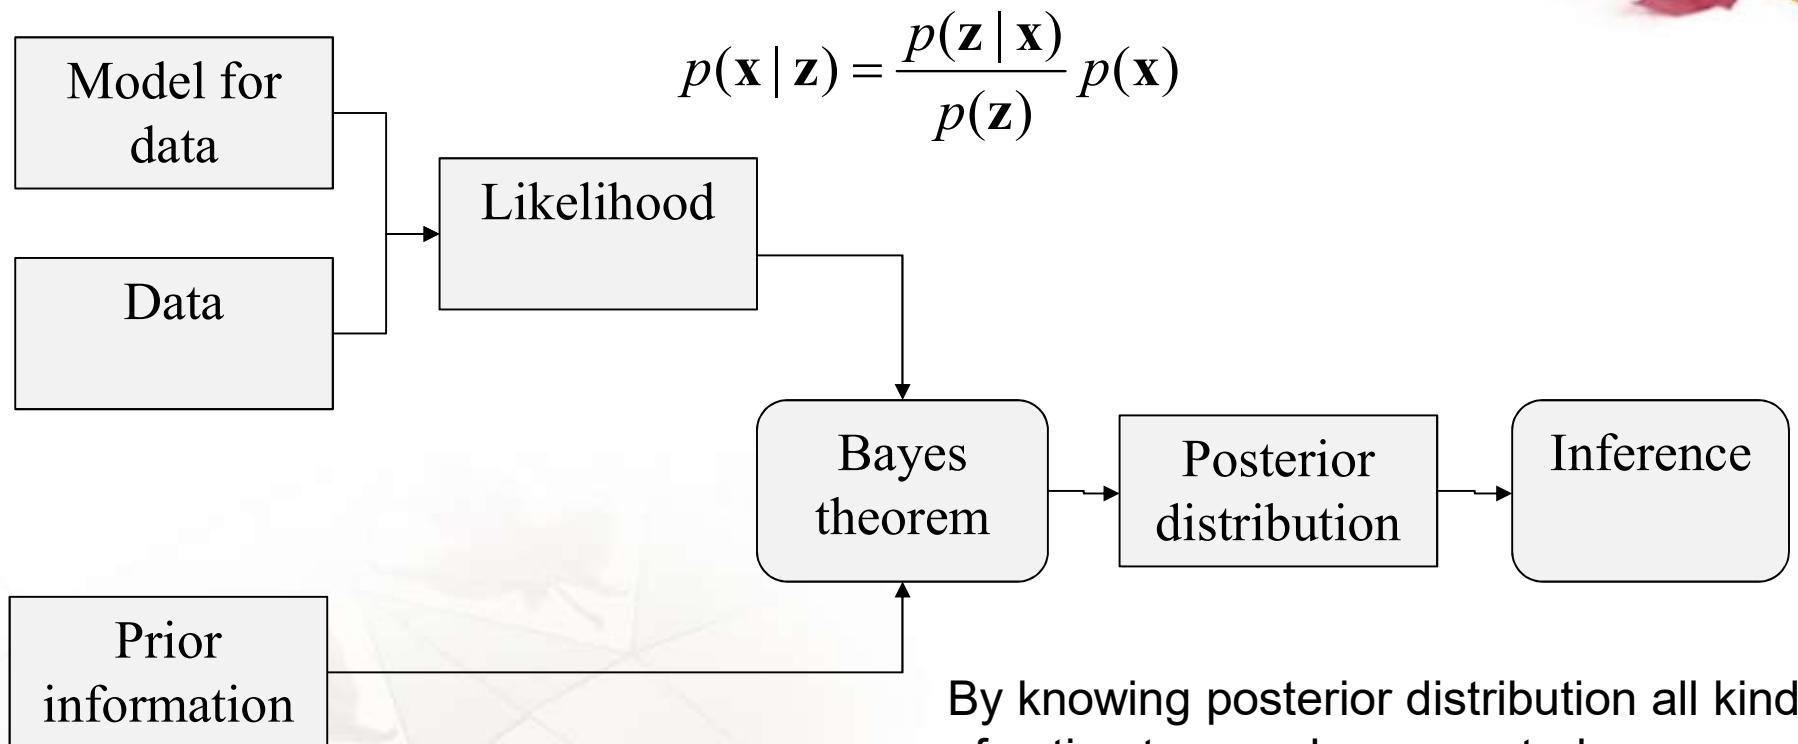 p(x | z) = p(z | x) / p(z) p(x)
Model for
data
Likelihood
Data
Bayes
theorem
Posterior
distribution
Inference
Prior
information
By knowing posterior distribution all kind